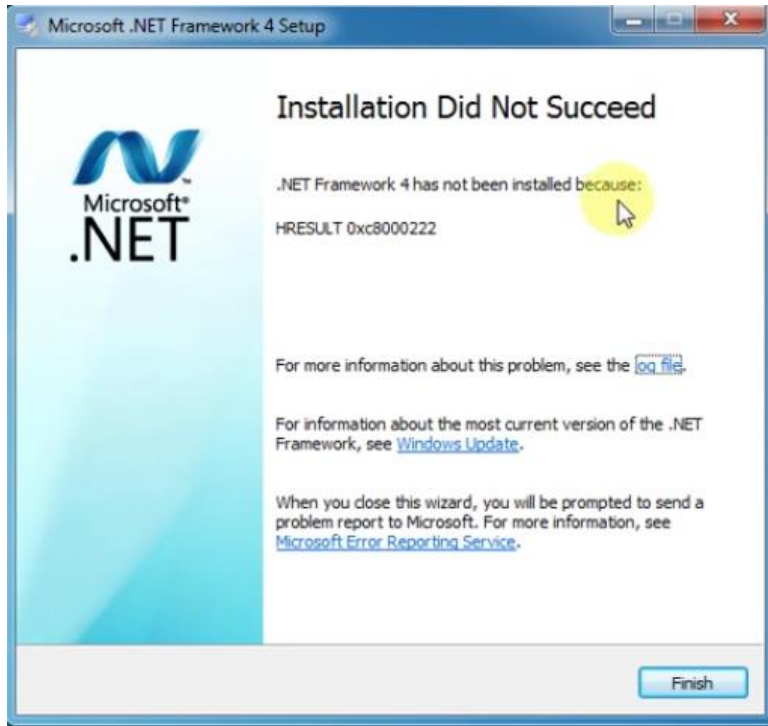 Microsoft .NET Framework 4 Setup
Installation Did Not Succeed
Microsoft®
.NET
.NET Framework 4 has not been installed because:
HRESULT 0xc8000222
For more information about this problem, see the log file.
For information about the most current version of the .NET
Framework, see Windows Update.
When you close this wizard, you will be prompted to send a
problem report to Microsoft. For more information, see
Microsoft Error Reporting Service.
Finish